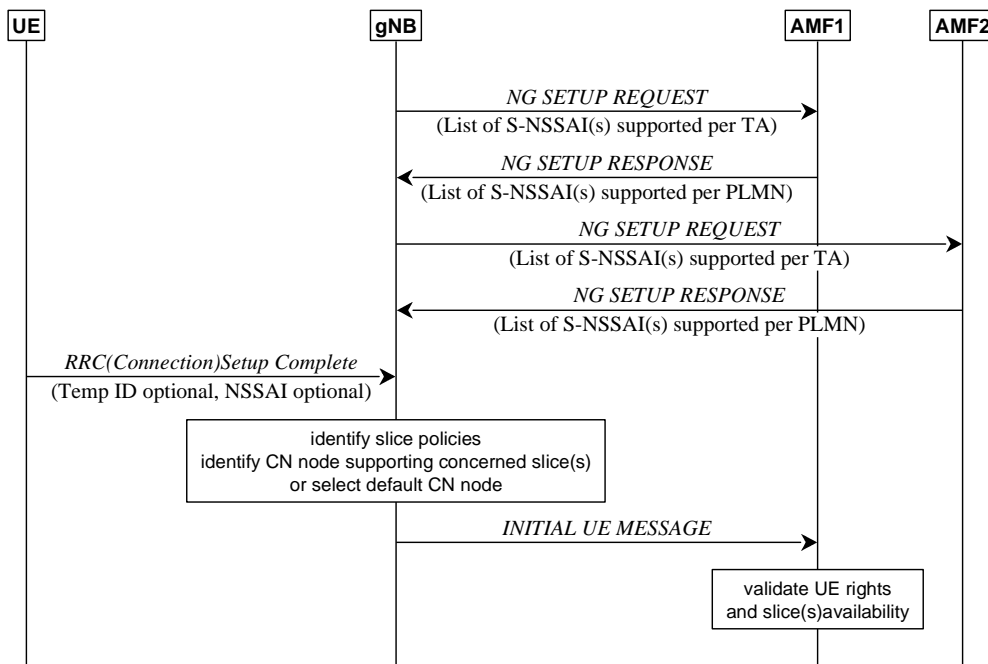 UE
gNB
AMF1
AMF2
NG SETUP REQUEST
(List of S-NSSAI(s) supported per TA)
NG SETUP RESPONSE
(List of S-NSSAI(s) supported per PLMN)
NG SETUP REQUEST
(List of S-NSSAI(s) supported per TA)
NG SETUP RESPONSE
(List of S-NSSAI(s) supported per PLMN)
RRC(Connection)Setup Complete
(Temp ID optional, NSSAI optional)
identify slice policies
identify CN node supporting concerned slice(s)
or select default CN node
INITIAL UE MESSAGE
validate UE rights
and slice(s)availability